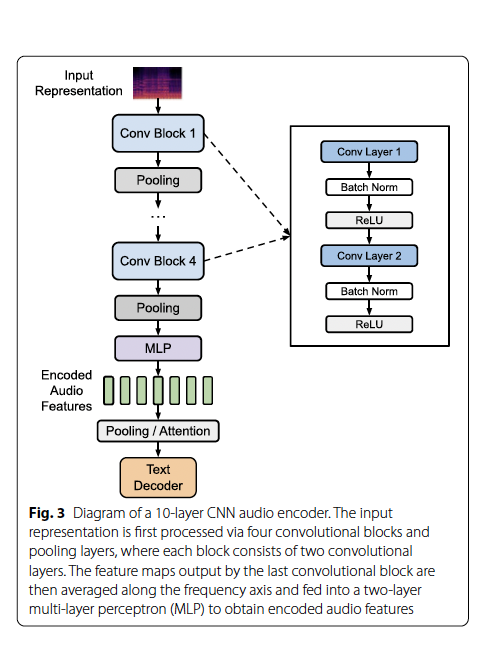 Input
Representation
Conv Block 1
Pooling
...
Conv Block 4
Pooling
MLP
Encoded
Audio
Features
Pooling / Attention
Text
Decoder
Conv Layer 1
Batch Norm
ReLU
Conv Layer 2
Batch Norm
ReLU
Fig. 3 Diagram of a 10-layer CNN audio encoder. The input
representation is first processed via four convolutional blocks and
pooling layers, where each block consists of two convolutional
layers. The feature maps output by the last convolutional block are
then averaged along the frequency axis and fed into a two-layer
multi-layer perceptron (MLP) to obtain encoded audio features